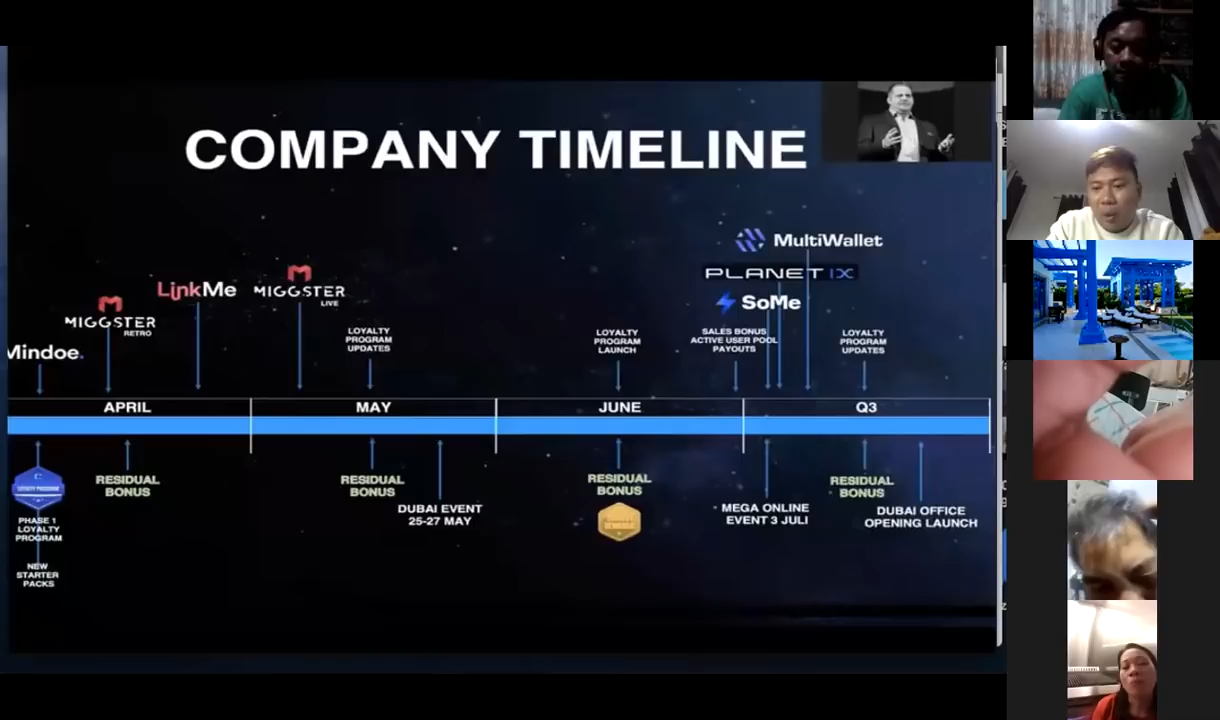 COMPANY TIMELINE
MultiWallet
PLANET IX
SoMe
LinkMe
MIGGSTER
LIVE
MIGGSTER
RETRO
Mindoe.
LOYALTY
PROGRAM
UPDATES
LOYALTY
PROGRAM
LAUNCH
SALES BONUS
ACTIVE USER POOL
PAYOUTS
LOYALTY
PROGRAM
UPDATES
APRIL
MAY
JUNE
Q3
LOYALTY PROGRAM
PHASE 1
LOYALTY
PROGRAM
NEW
STARTER
PACKS
RESIDUAL
BONUS
RESIDUAL
BONUS
DUBAI EVENT
25-27 MAY
RESIDUAL
BONUS
MEGA ONLINE
EVENT 3 JULI
RESIDUAL
BONUS
DUBAI OFFICE
OPENING LAUNCH